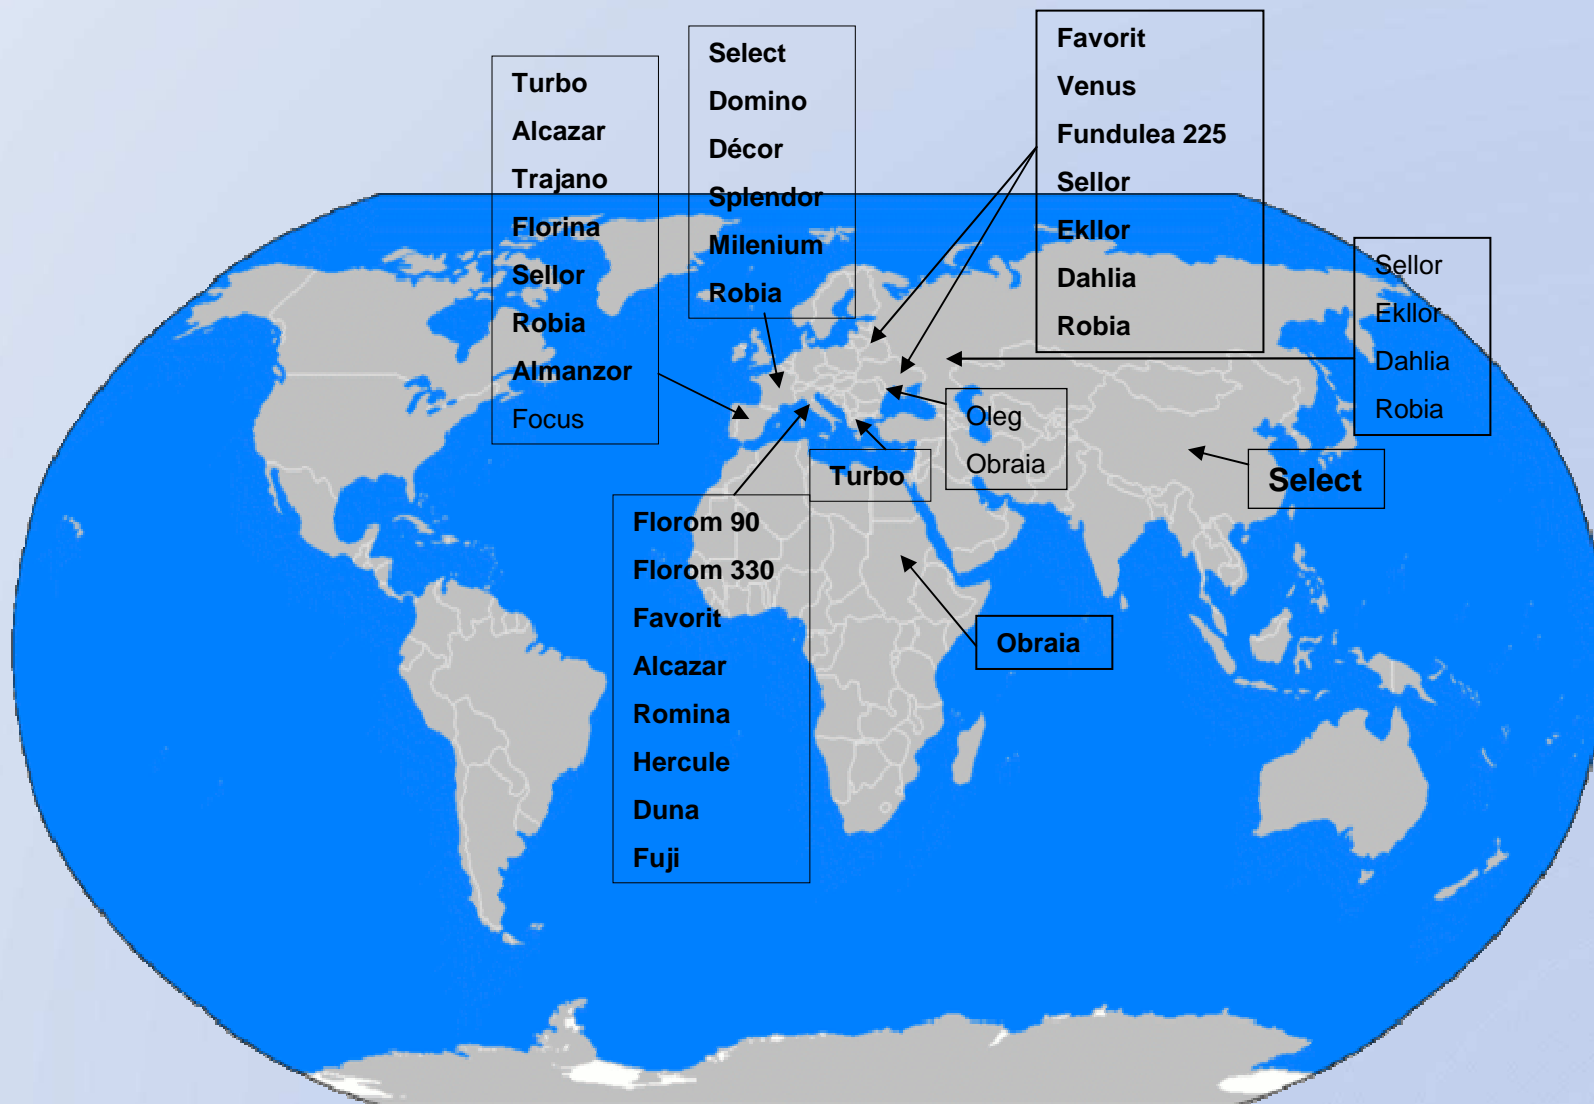 Turbo
Alcazar
Trajano
Florina
Sellor
Robia
Almanzor
Focus
Select
Domino
Décor
Splendor
Milenium
Robia
Favorit
Venus
Fundulea 225
Sellor
Ekllor
Dahlia
Robia
Sellor
Ekllor
Dahlia
Robia
Oleg
Obraia
Turbo
Select
Florom 90
Florom 330
Favorit
Alcazar
Romina
Hercule
Duna
Fuji
Obraia